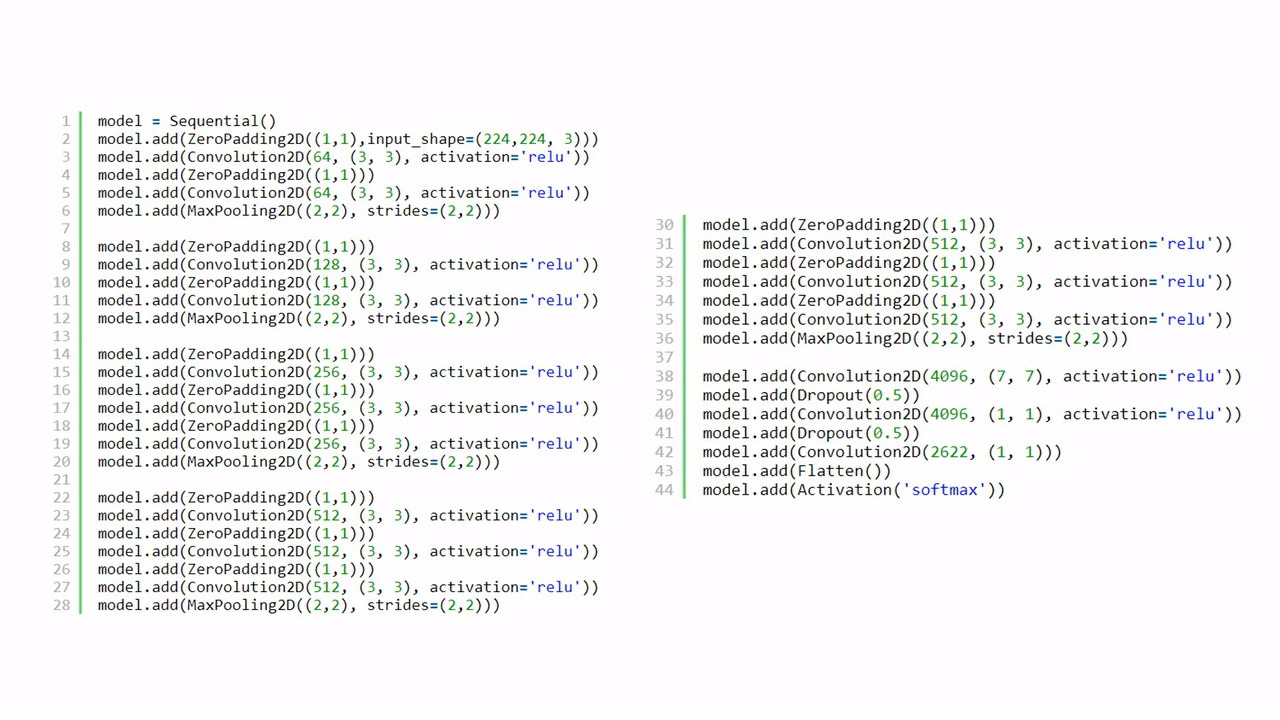 1 model = Sequential()
2 model.add(ZeroPadding2D((1,1),input_shape=(224,224, 3)))
3 model.add(Convolution2D(64, (3, 3), activation='relu'))
4 model.add(ZeroPadding2D((1,1)))
5 model.add(Convolution2D(64, (3, 3), activation='relu'))
6 model.add(MaxPooling2D((2,2), strides=(2,2)))
7
8 model.add(ZeroPadding2D((1,1)))
9 model.add(Convolution2D(128, (3, 3), activation='relu'))
10 model.add(ZeroPadding2D((1,1)))
11 model.add(Convolution2D(128, (3, 3), activation='relu'))
12 model.add(MaxPooling2D((2,2), strides=(2,2)))
13
14 model.add(ZeroPadding2D((1,1)))
15 model.add(Convolution2D(256, (3, 3), activation='relu'))
16 model.add(ZeroPadding2D((1,1)))
17 model.add(Convolution2D(256, (3, 3), activation='relu'))
18 model.add(ZeroPadding2D((1,1)))
19 model.add(Convolution2D(256, (3, 3), activation='relu'))
20 model.add(MaxPooling2D((2,2), strides=(2,2)))
21
22 model.add(ZeroPadding2D((1,1)))
23 model.add(Convolution2D(512, (3, 3), activation='relu'))
24 model.add(ZeroPadding2D((1,1)))
25 model.add(Convolution2D(512, (3, 3), activation='relu'))
26 model.add(ZeroPadding2D((1,1)))
27 model.add(Convolution2D(512, (3, 3), activation='relu'))
28 model.add(MaxPooling2D((2,2), strides=(2,2)))
30 model.add(ZeroPadding2D((1,1)))
31 model.add(Convolution2D(512, (3, 3), activation='relu'))
32 model.add(ZeroPadding2D((1,1)))
33 model.add(Convolution2D(512, (3, 3), activation='relu'))
34 model.add(ZeroPadding2D((1,1)))
35 model.add(Convolution2D(512, (3, 3), activation='relu'))
36 model.add(MaxPooling2D((2,2), strides=(2,2)))
37
38 model.add(Convolution2D(4096, (7, 7), activation='relu'))
39 model.add(Dropout(0.5))
40 model.add(Convolution2D(4096, (1, 1), activation='relu'))
41 model.add(Dropout(0.5))
42 model.add(Convolution2D(2622, (1, 1)))
43 model.add(Flatten())
44 model.add(Activation('softmax'))